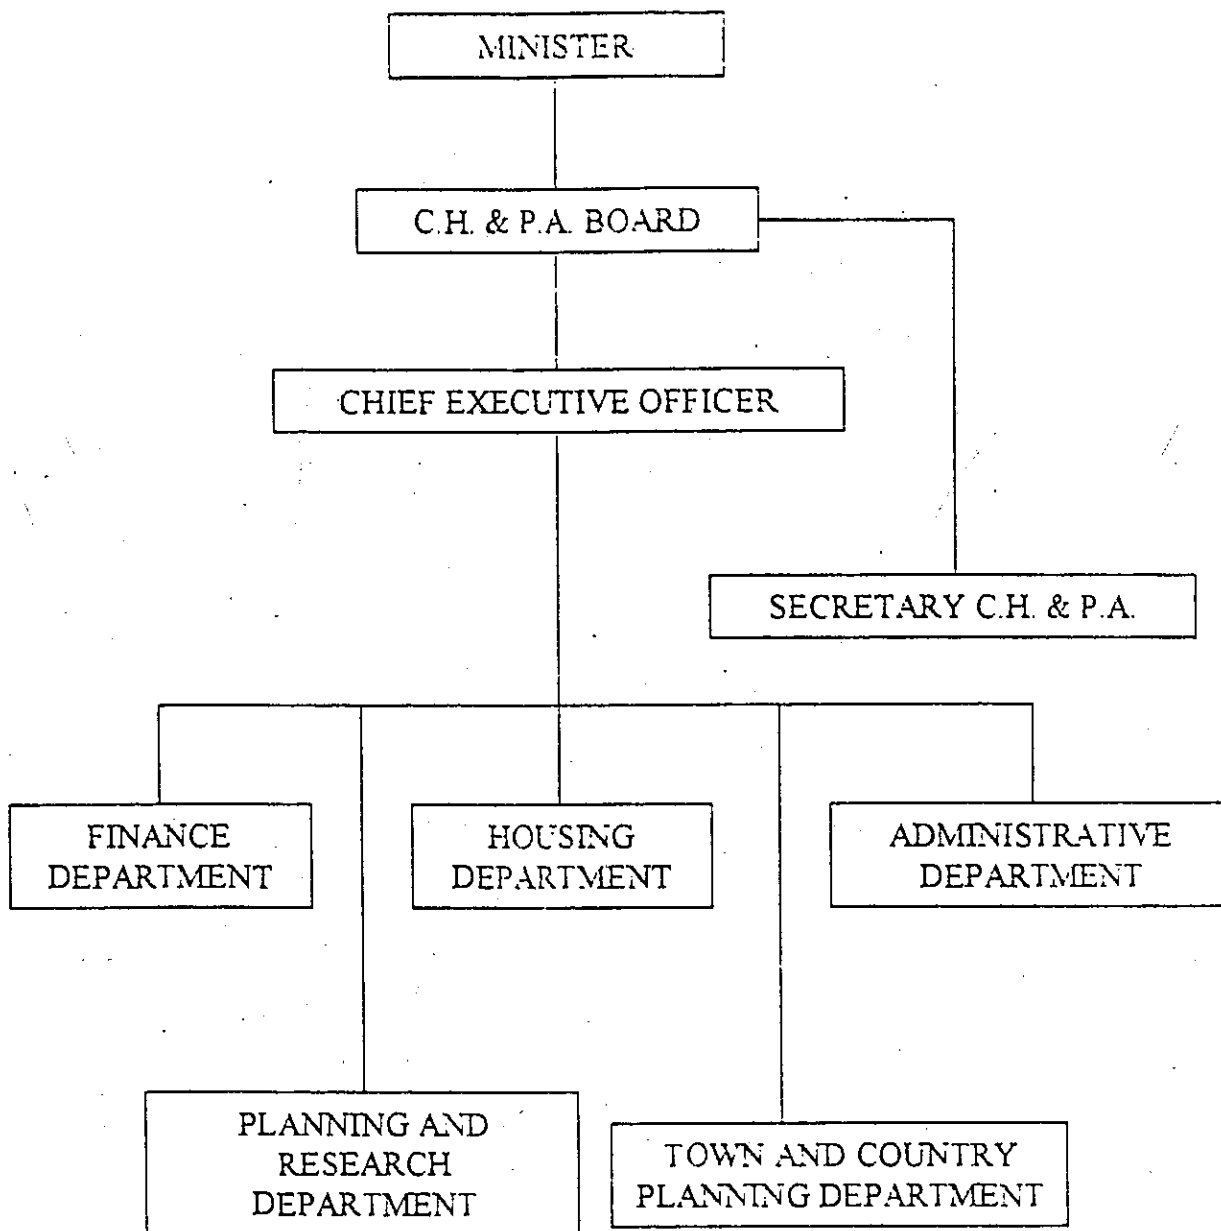 MINISTER
C.H. & P.A. BOARD
CHIEF EXECUTIVE OFFICER
SECRETARY C.H. & P.A.
FINANCE
DEPARTMENT
HOUSING
DEPARTMENT
ADMINISTRATIVE
DEPARTMENT
PLANNING AND
RESEARCH
DEPARTMENT
TOWN AND COUNTRY
PLANNING DEPARTMENT